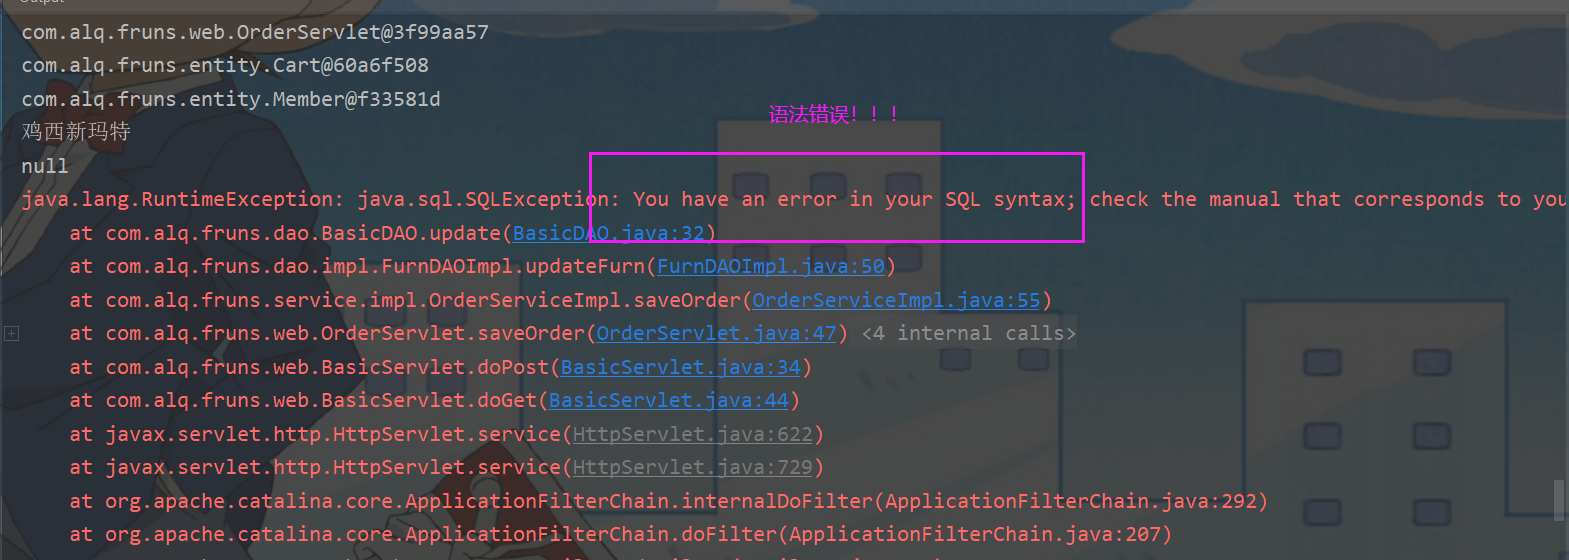 com.alq.fruns.web.OrderServlet@3f99aa57
com.alq.fruns.entity.Cart@60a6f508
com.alq.fruns.entity.Member@f33581d
语法错误！！！
鸡西新玛特
null
java.lang.RuntimeException: java.sql.SQLException: You have an error in your SQL syntax; check the manual that corresponds to you
at com.alq.fruns.dao.BasicDAO.update(BasicDAO.java:32)
at com.alq.fruns.dao.impl.FurnDAOImpl.updateFurn(FurnDAOImpl.java:50)
at com.alq.fruns.service.impl.OrderServiceImpl.saveOrder(OrderServiceImpl.java:55)
at com.alq.fruns.web.OrderServlet.saveOrder(OrderServlet.java:47) <4 internal calls>
at com.alq.fruns.web.BasicServlet.doPost(BasicServlet.java:34)
at com.alq.fruns.web.BasicServlet.doGet(BasicServlet.java:44)
at javax.servlet.http.HttpServlet.service(HttpServlet.java:622)
at javax.servlet.http.HttpServlet.service(HttpServlet.java:729)
at org.apache.catalina.core.ApplicationFilterChain.internalDoFilter(ApplicationFilterChain.java:292)
at org.apache.catalina.core.ApplicationFilterChain.doFilter(ApplicationFilterChain.java:207)